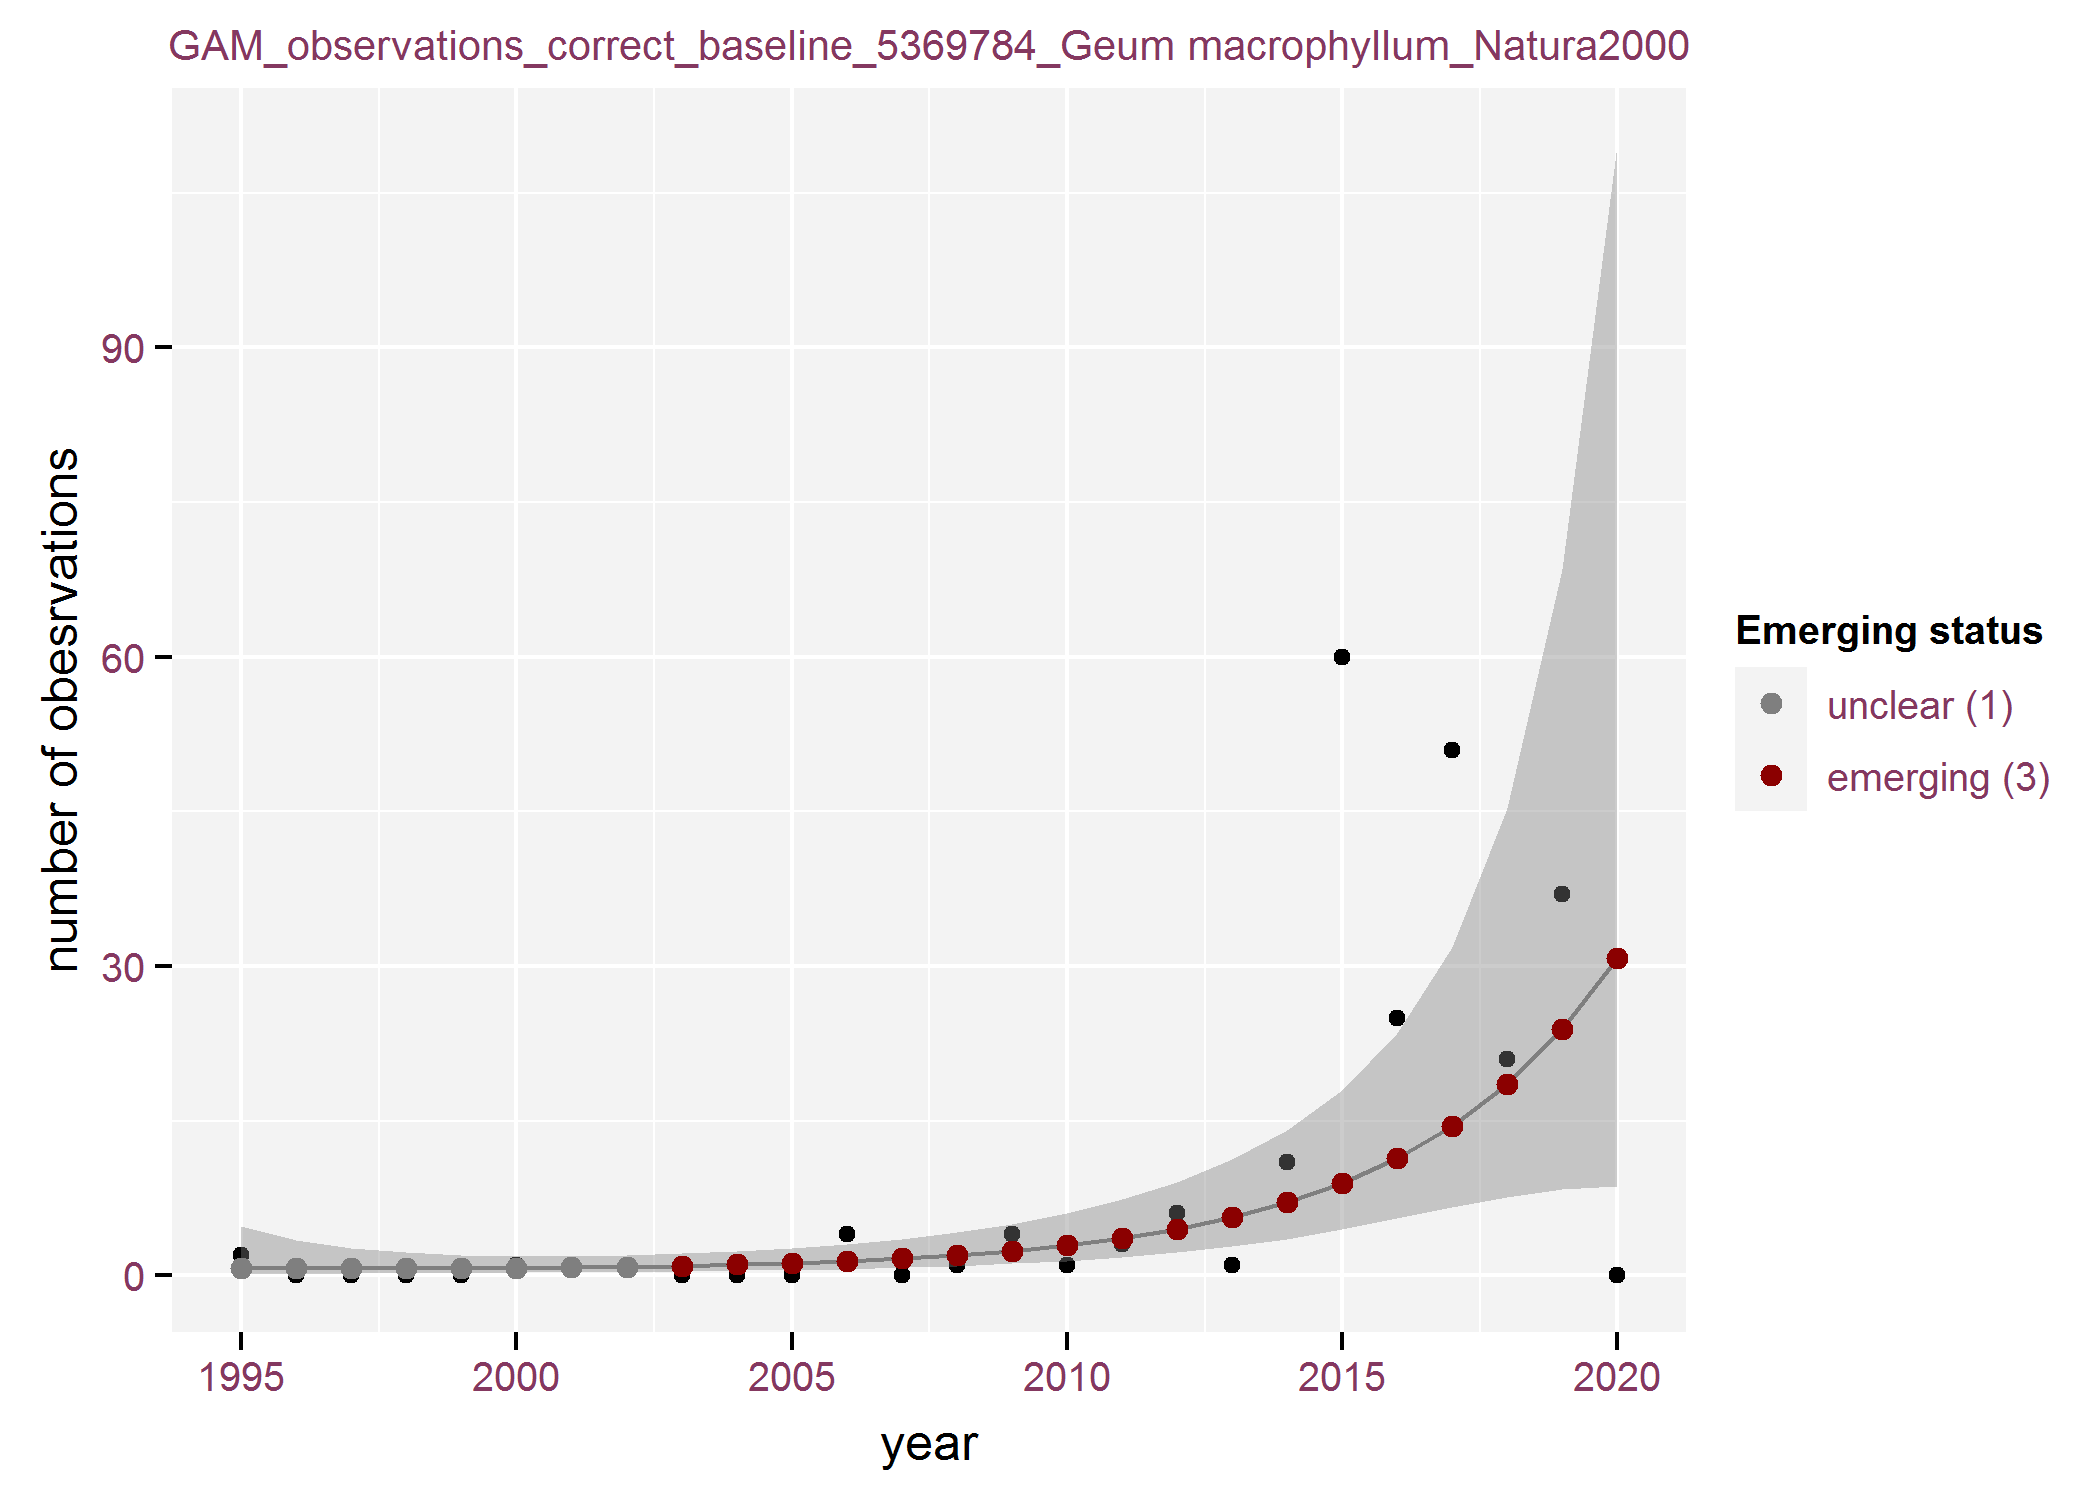 GAM_observations_correct_baseline_5369784_Geum macrophyllum_Natura2000
number of obesrvations
90
60
30
0
1995 2000 2005 2010 2015 2020
year
Emerging status
unclear (1)
emerging (3)